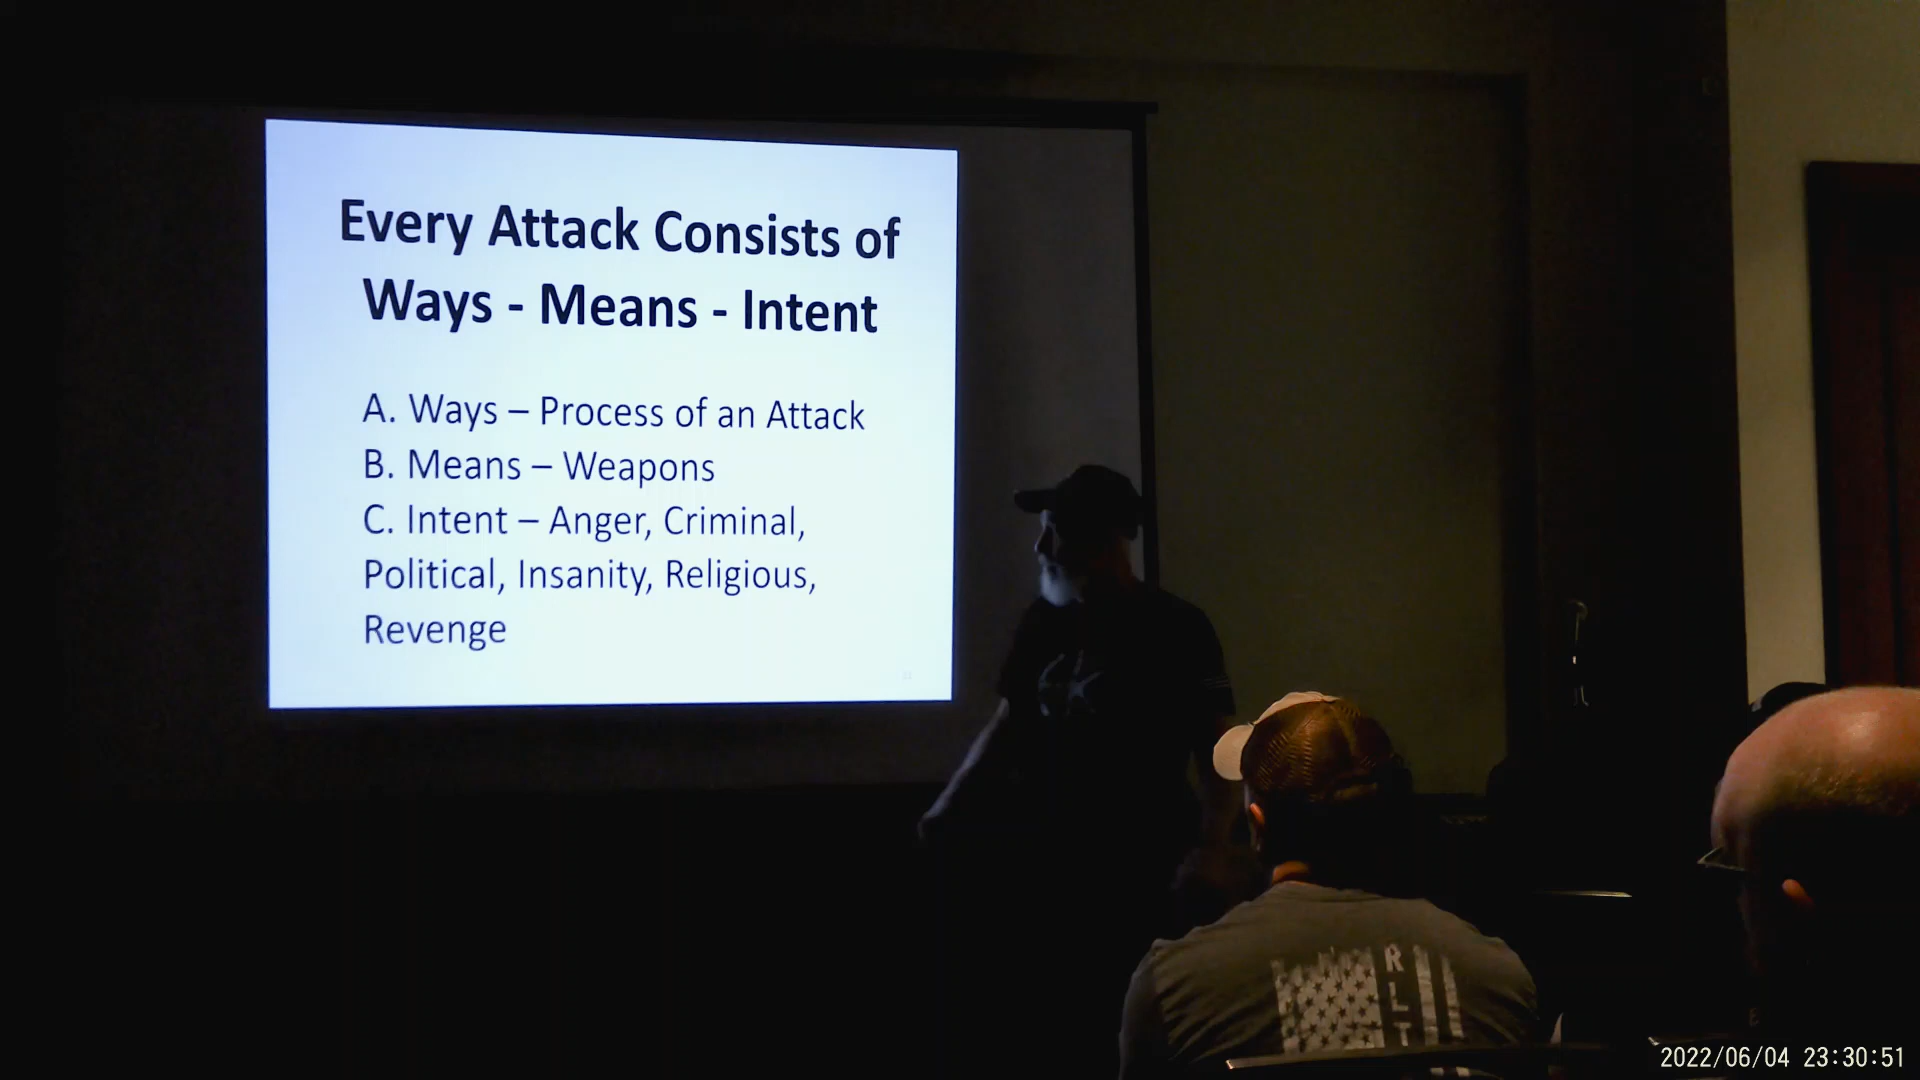 Every Attack Consists of
Ways - Means - Intent
A. Ways – Process of an Attack
B. Means – Weapons
C. Intent – Anger, Criminal,
Political, Insanity, Religious,
Revenge
R
L
T
2022/06/04 23:30:51